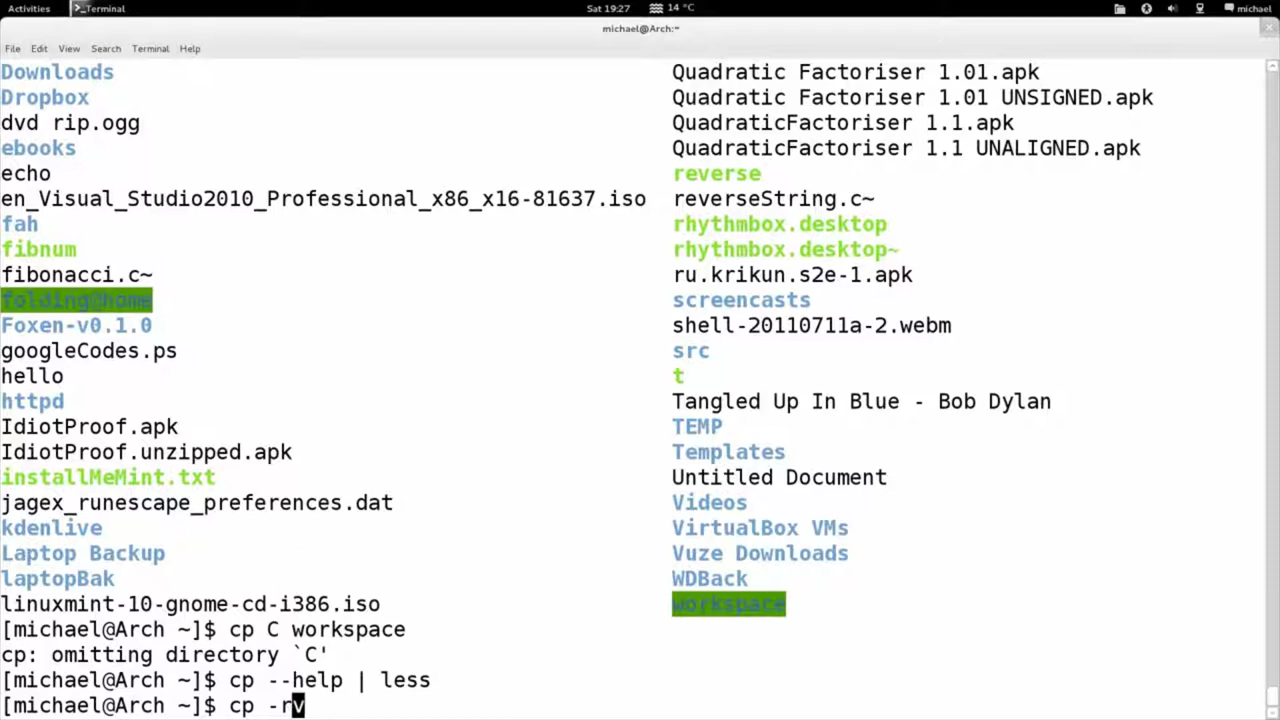 Activities Terminal Sat 19:27 14 °C michael
michael@Arch:~
File Edit View Search Terminal Help
Downloads Quadratic Factoriser 1.01.apk
Dropbox Quadratic Factoriser 1.01 UNSIGNED.apk
dvd rip.ogg QuadraticFactoriser 1.1.apk
ebooks QuadraticFactoriser 1.1 UNALIGNED.apk
echo reverse
en_Visual_Studio2010_Professional_x86_x16-81637.iso reverseString.c~
fah rhythmbox.desktop
fibnum rhythmbox.desktop~
fibonacci.c~ ru.krikun.s2e-1.apk
folding@home screencasts
Foxen-v0.1.0 shell-20110711a-2.webm
googleCodes.ps src
hello t
httpd Tangled Up In Blue - Bob Dylan
IdiotProof.apk TEMP
IdiotProof.unzipped.apk Templates
installMeMint.txt Untitled Document
jagex_runescape_preferences.dat Videos
kdenlive VirtualBox VMs
Laptop Backup Vuze Downloads
laptopBak WDBack
linuxmint-10-gnome-cd-i386.iso workspace
[michael@Arch ~]$ cp C workspace
cp: omitting directory `C'
[michael@Arch ~]$ cp --help | less
[michael@Arch ~]$ cp -rv